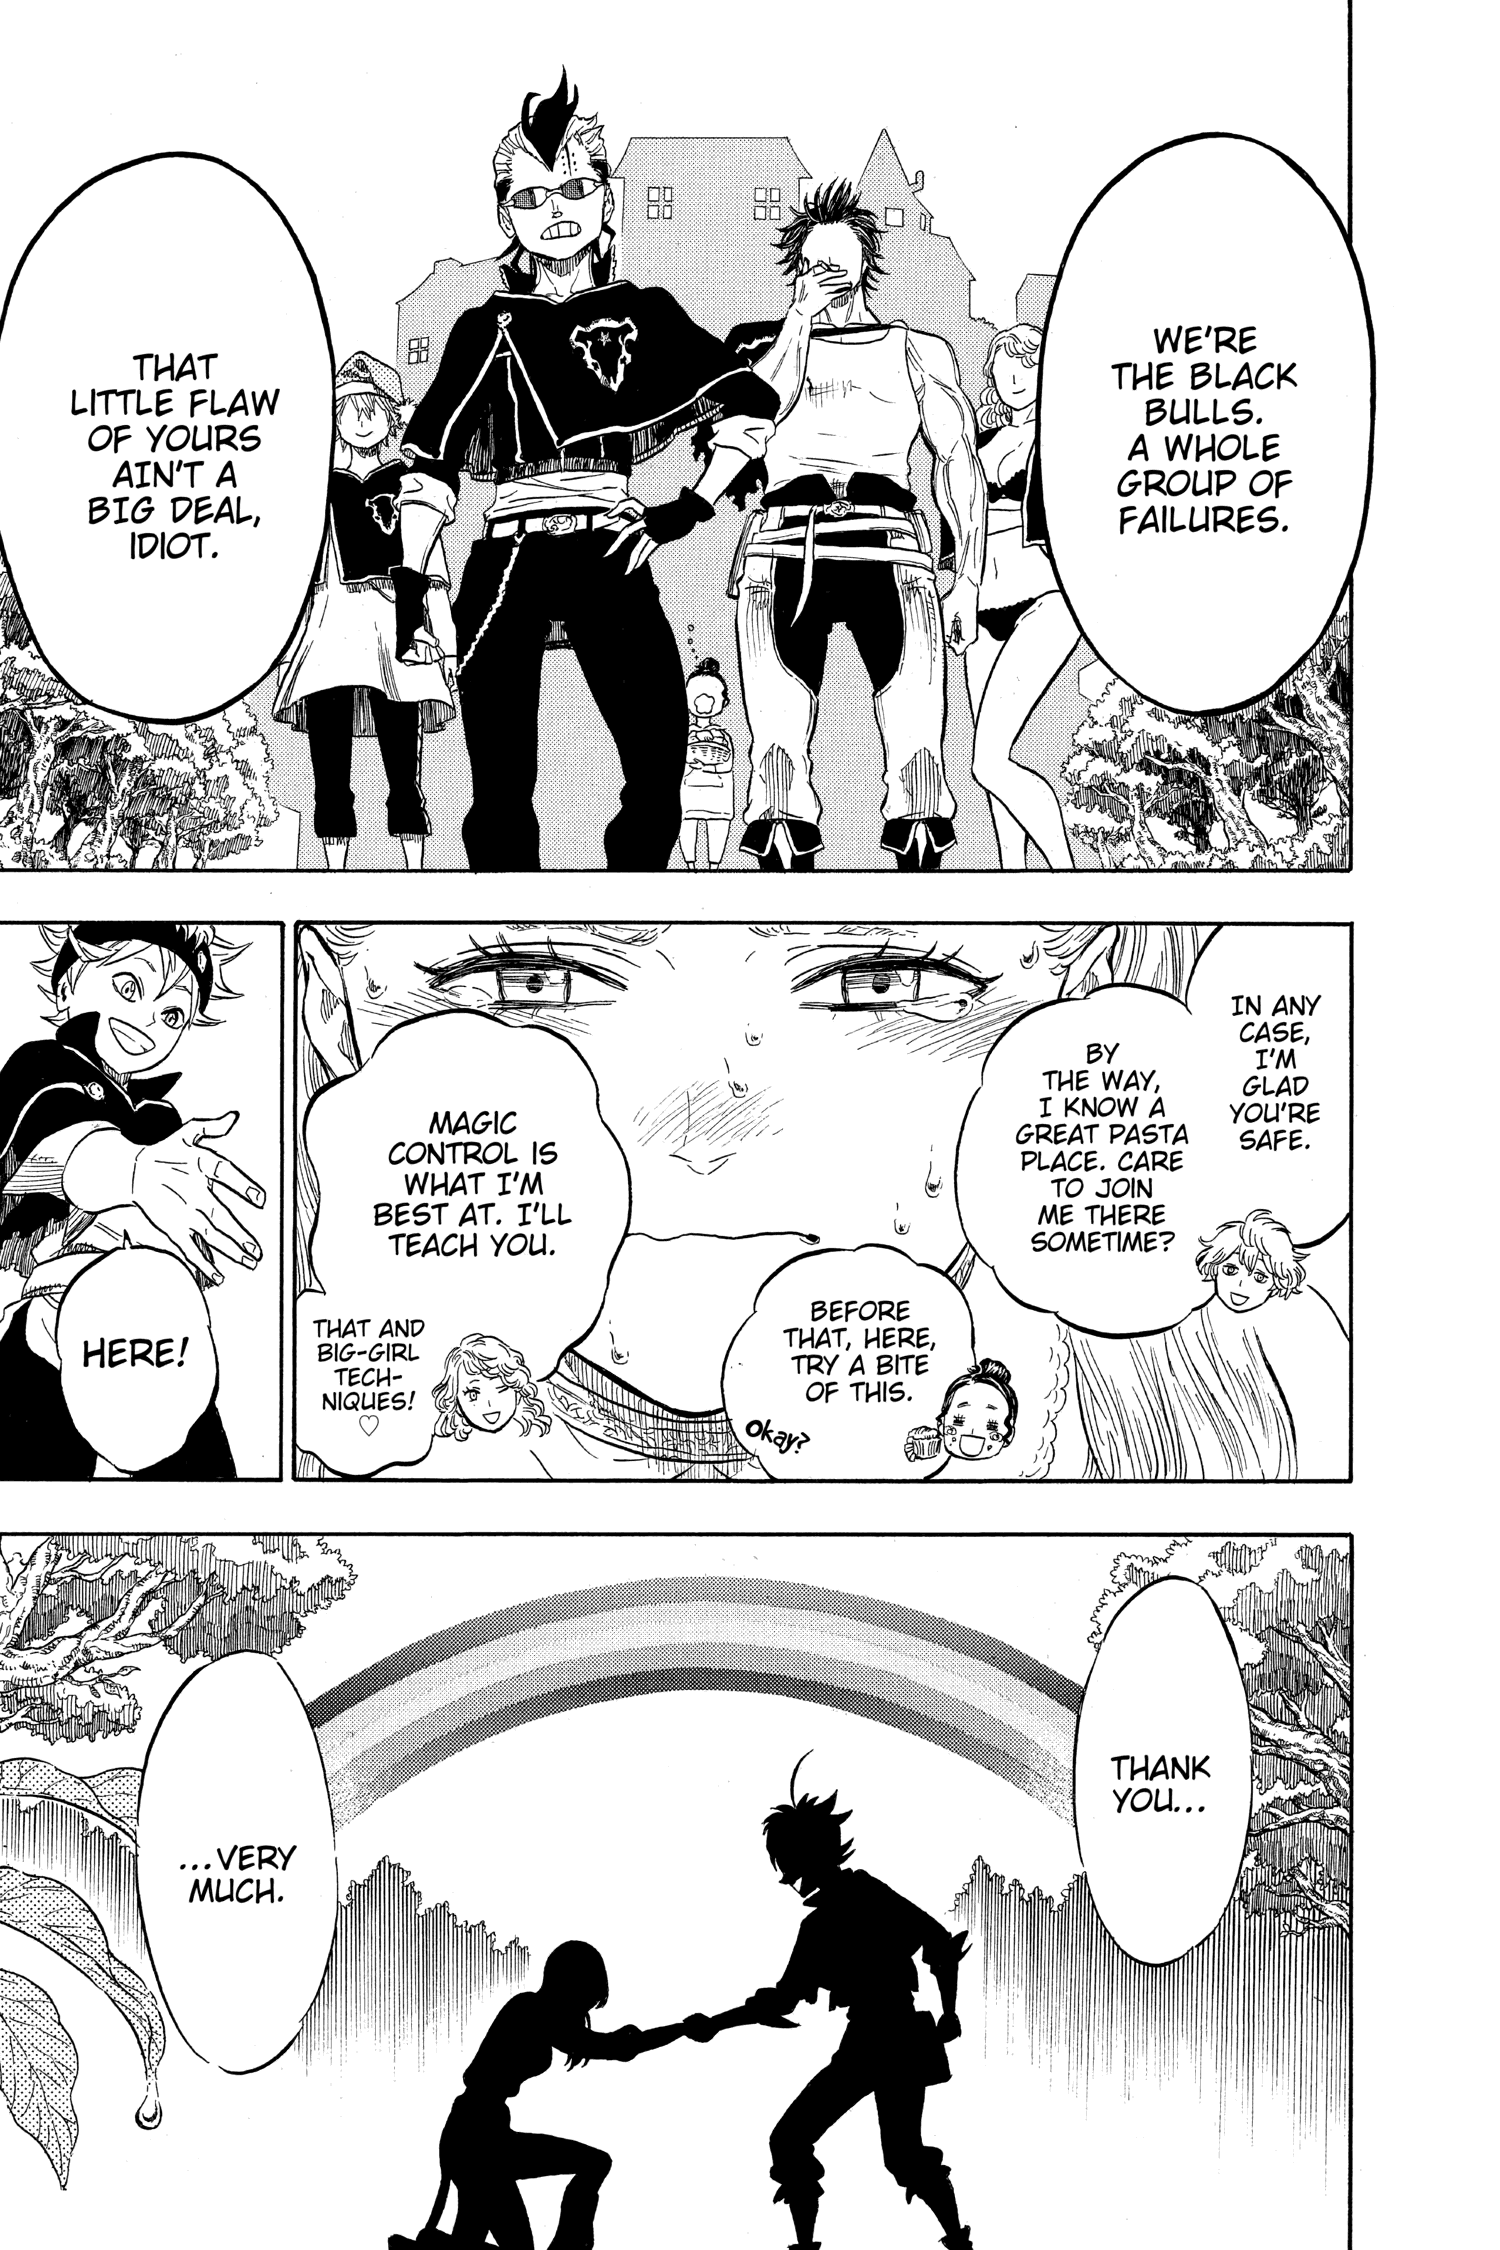 WE'RE
THE BLACK
BULLS.
A WHOLE
GROUP OF
FAILURES.
THAT
LITTLE FLAW
OF YOURS
AIN'T A
BIG DEAL,
IDIOT.
IN ANY
CASE,
I'M
GLAD
YOU'RE
SAFE.
BY
THE WAY,
I KNOW A
GREAT PASTA
PLACE. CARE
TO JOIN
ME THERE
SOMETIME?
BEFORE
THAT, HERE,
TRY A BITE
OF THIS.
Okay?
MAGIC
CONTROL IS
WHAT I'M
BEST AT. I'LL
TEACH YOU.
THAT AND
BIG-GIRL
TECH-
NIQUES!
♡
HERE!
THANK
YOU...
...VERY
MUCH.